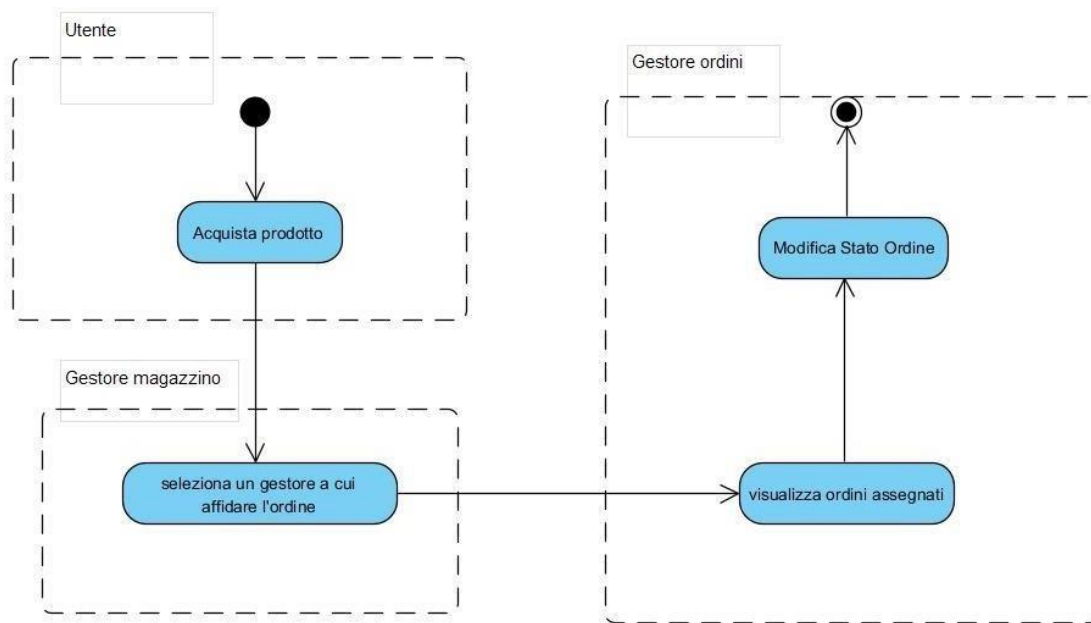 Utente
Acquista prodotto
Gestore magazzino
seleziona un gestore a cui
affidare l'ordine
Gestore ordini
Modifica Stato Ordine
visualizza ordini assegnati